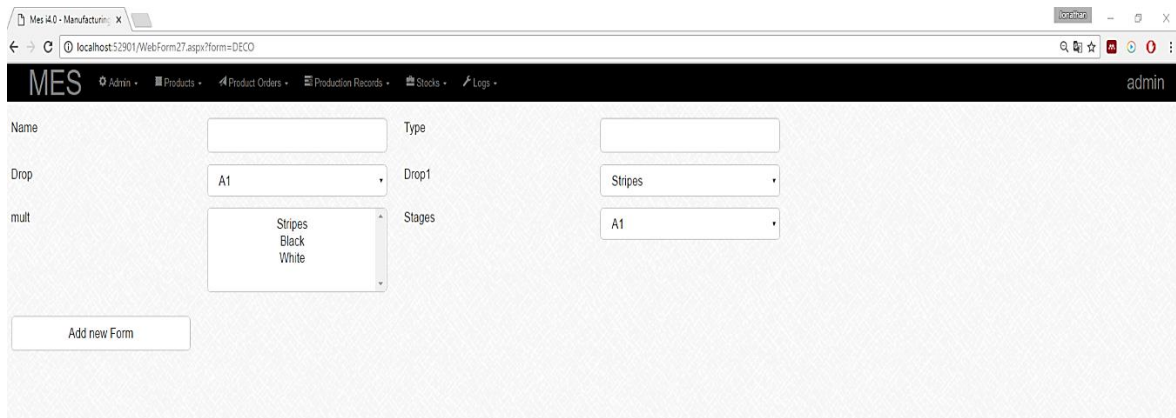 Mes i4.0 - Manufacturing
Jonathan
localhost:52901/WebForm27.aspx?form=DECO
MES Admin Products Product Orders Production Records Stocks Logs admin
Name Type
Drop A1 Drop1 Stripes
mult Stripes Stages A1
Black
White
Add new Form